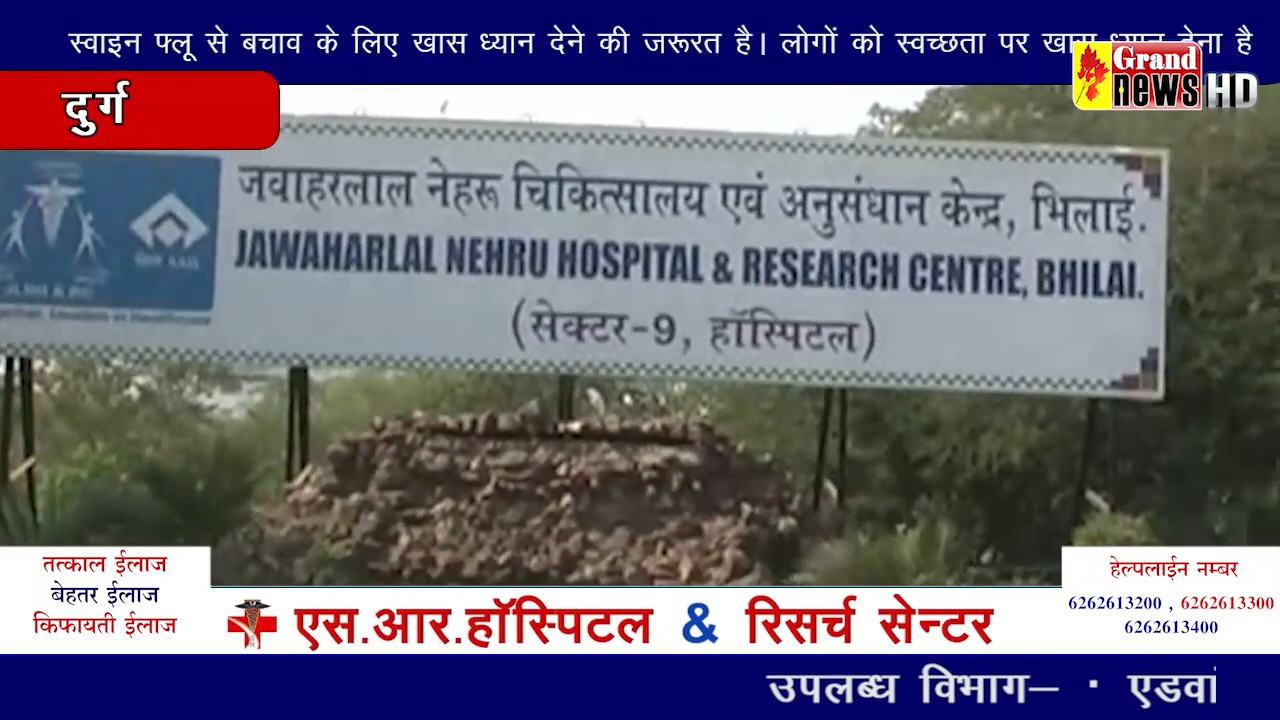 स्वाइन फ्लू से बचाव के लिए खास ध्यान देने की जरूरत है। लोगों को स्वच्छता पर खास ध्यान देना है
Grand
news HD
दुर्ग
जवाहरलाल नेहरू चिकित्सालय एवं अनुसंधान केन्द्र, भिलाई.
JAWAHARLAL NEHRU HOSPITAL & RESEARCH CENTRE, BHILAI.
(सेक्टर-9, हॉस्पिटल)
तत्काल ईलाज
बेहतर ईलाज
किफायती ईलाज
एस.आर.हॉस्पिटल & रिसर्च सेन्टर
हेल्पलाईन नम्बर
6262613200 , 6262613300
6262613400
उपलब्ध विभाग– · एडवां